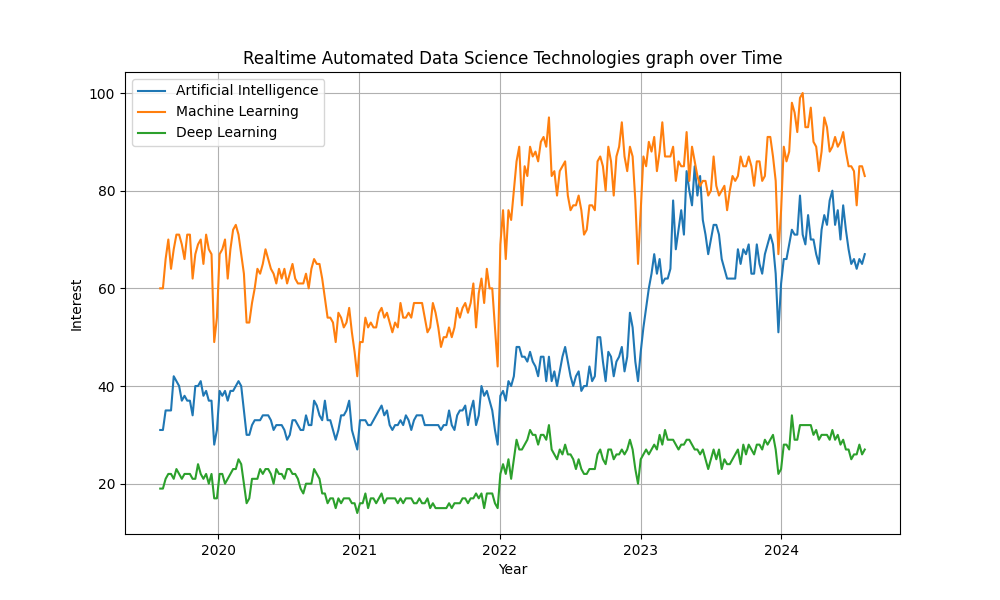 Realtime Automated Data Science Technologies graph over Time
Artificial Intelligence
Machine Learning
Deep Learning
100
80
60
40
20
Interest
2020 2021 2022 2023 2024
Year